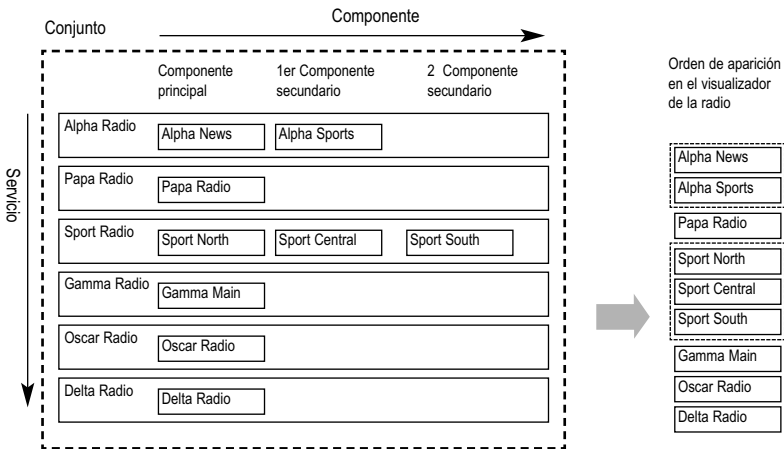 Conjunto
Componente
Componente
principal
1er Componente
secundario
2 Componente
secundario
Servicio
Alpha Radio
Alpha News
Alpha Sports
Papa Radio
Papa Radio
Sport Radio
Sport North
Sport Central
Sport South
Gamma Radio
Gamma Main
Oscar Radio
Oscar Radio
Delta Radio
Delta Radio
Orden de aparición
en el visualizador
de la radio
Alpha News
Alpha Sports
Papa Radio
Sport North
Sport Central
Sport South
Gamma Main
Oscar Radio
Delta Radio